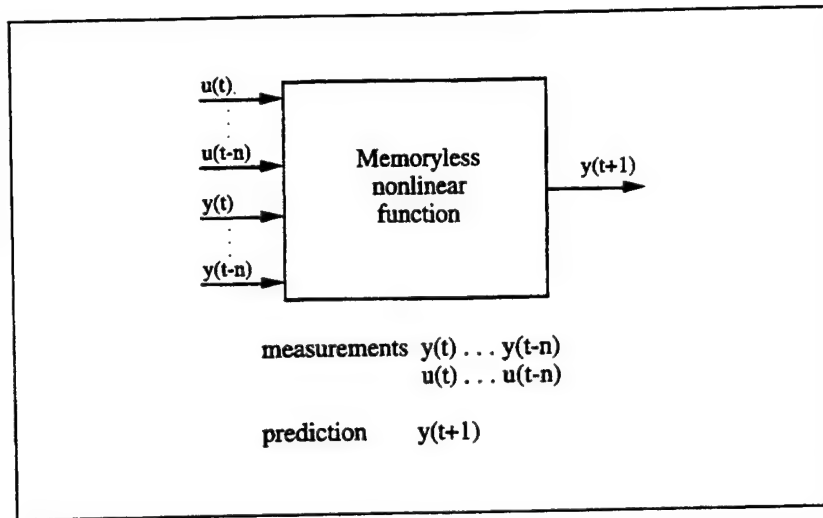 u(t)
u(t-n)
y(t)
y(t-n)
Memoryless
nonlinear
function
y(t+1)
measurements y(t) . . . y(t-n)
u(t) . . . u(t-n)
prediction y(t+1)